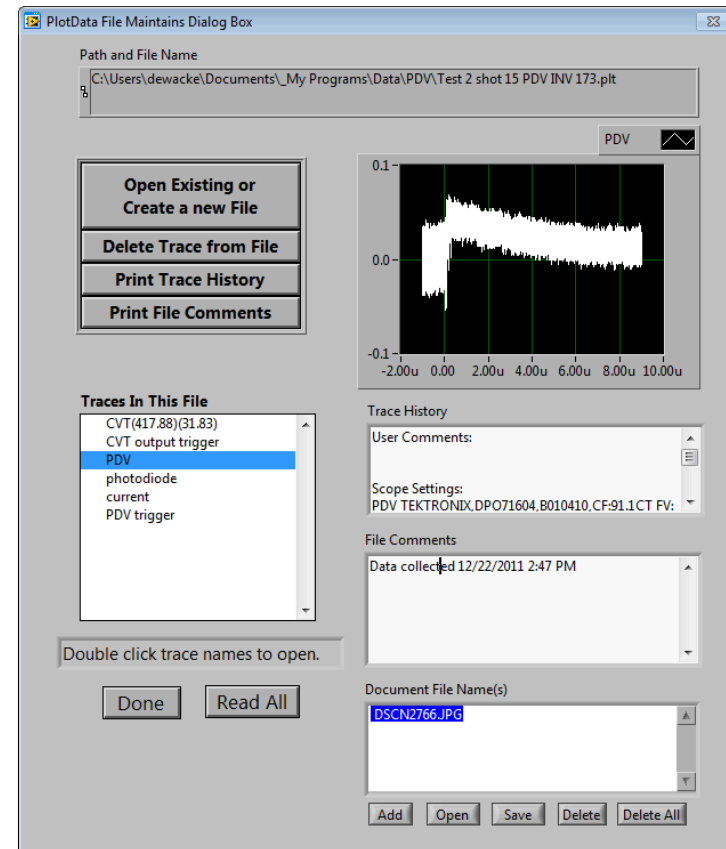 PlotData File Maintains Dialog Box
Path and File Name
C:\Users\dewacke\Documents\_My Programs\Data\PDV\Test 2 shot 15 PDV INV 173.plt
PDV
Open Existing or
Create a new File
Delete Trace from File
Print Trace History
Print File Comments
0.1
0.0
-0.1
-2.00u 0.00 2.00u 4.00u 6.00u 8.00u 10.00u
Traces In This File
CVT(417.88)(31.83)
CVT output trigger
PDV
photodiode
current
PDV trigger
Double click trace names to open.
Done Read All
Trace History
User Comments:
Scope Settings:
PDV TEKTRONIX,DPO71604,B010410,CF:91.1CT FV:
File Comments
Data collected 12/22/2011 2:47 PM
Document File Name(s)
DSCN2766.JPG
Add Open Save Delete Delete All